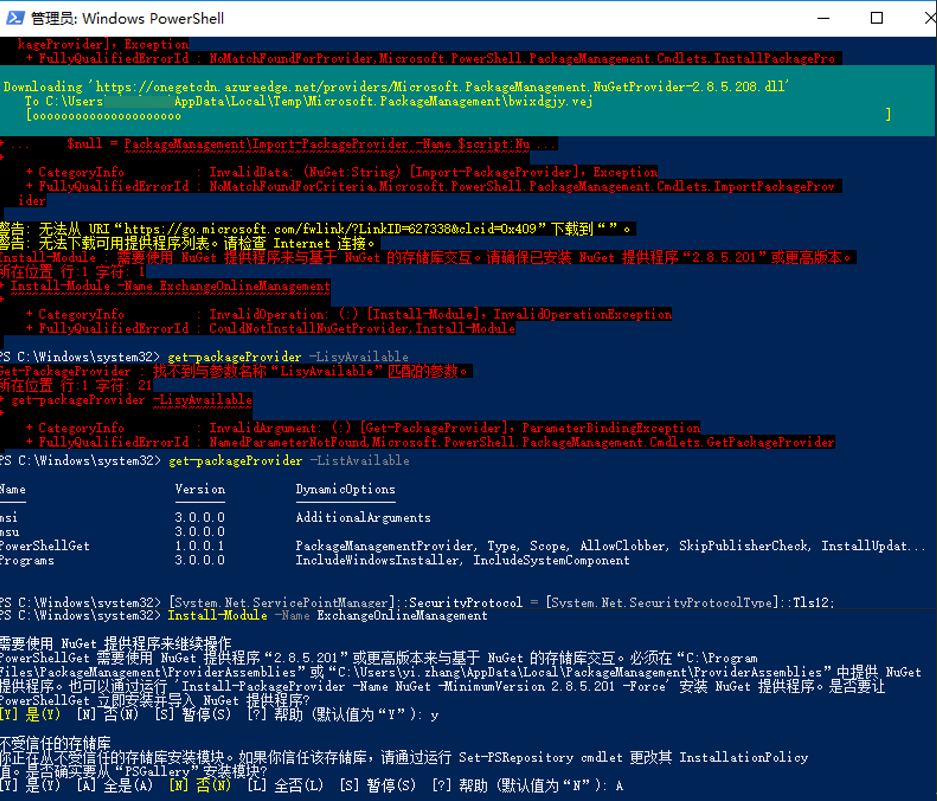 管理员: Windows PowerShell
kageProvider], Exception
+ FullyQualifiedErrorId : NoMatchFoundForProvider,Microsoft.PowerShell.PackageManagement.Cmdlets.InstallPackagePro
Downloading 'https://onegetcdn.azureedge.net/providers/Microsoft.PackageManagement.NuGetProvider-2.8.5.208.dll'
To C:\Users AppData\Local\Temp\Microsoft.PackageManagement\bwixdgjy.vej
[ooooooooooooooooooooo ]
+ ... $null = PackageManagement\Import-PackageProvider -Name $script:Nu ...
+
+ CategoryInfo : InvalidData: (NuGet:String) [Import-PackageProvider], Exception
+ FullyQualifiedErrorId : NoMatchFoundForCriteria,Microsoft.PowerShell.PackageManagement.Cmdlets.ImportPackageProv
ider
警告: 无法从 URI“https://go.microsoft.com/fwlink/?LinkID=627338&clcid=0x409”下载到“”。
警告: 无法下载可用提供程序列表。请检查 Internet 连接。
Install-Module : 需要使用 NuGet 提供程序来与基于 NuGet 的存储库交互。请确保已安装 NuGet 提供程序“2.8.5.201”或更高版本。
所在位置 行:1 字符: 1
+ Install-Module -Name ExchangeOnlineManagement
+
+ CategoryInfo : InvalidOperation: (:) [Install-Module], InvalidOperationException
+ FullyQualifiedErrorId : CouldNotInstallNuGetProvider,Install-Module
PS C:\Windows\system32> get-packageProvider -LisyAvailable
Get-PackageProvider : 找不到与参数名称“LisyAvailable”匹配的参数。
所在位置 行:1 字符: 21
+ get-packageProvider -LisyAvailable
+
+ CategoryInfo : InvalidArgument: (:) [Get-PackageProvider], ParameterBindingException
+ FullyQualifiedErrorId : NamedParameterNotFound,Microsoft.PowerShell.PackageManagement.Cmdlets.GetPackageProvider
PS C:\Windows\system32> get-packageProvider -ListAvailable
Name Version DynamicOptions
msi 3.0.0.0 AdditionalArguments
msu 3.0.0.0
PowerShellGet 1.0.0.1 PackageManagementProvider, Type, Scope, AllowClobber, SkipPublisherCheck, InstallUpdat...
Programs 3.0.0.0 IncludeWindowsInstaller, IncludeSystemComponent
PS C:\Windows\system32> [System.Net.ServicePointManager]::SecurityProtocol = [System.Net.SecurityProtocolType]::Tls12;
PS C:\Windows\system32> Install-Module -Name ExchangeOnlineManagement
需要使用 NuGet 提供程序来继续操作
PowerShellGet 需要使用 NuGet 提供程序“2.8.5.201”或更高版本来与基于 NuGet 的存储库交互。必须在“C:\Program
Files\PackageManagement\ProviderAssemblies”或“C:\Users\yi.zhang\AppData\Local\PackageManagement\ProviderAssemblies”中提供 NuGet
提供程序。也可以通过运行 'Install-PackageProvider -Name NuGet -MinimumVersion 2.8.5.201 -Force' 安装 NuGet 提供程序。是否要让
PowerShellGet 立即安装并导入 NuGet 提供程序?
[Y] 是(Y) [N] 否(N) [S] 暂停(S) [?] 帮助 (默认值为“Y”): y
不受信任的存储库
你正在从不受信任的存储库安装模块。如果你信任该存储库，请通过运行 Set-PSRepository cmdlet 更改其 InstallationPolicy
值。是否确实要从“PSGallery”安装模块?
[Y] 是(Y) [A] 全是(A) [N] 否(N) [L] 全否(L) [S] 暂停(S) [?] 帮助 (默认值为“N”): A